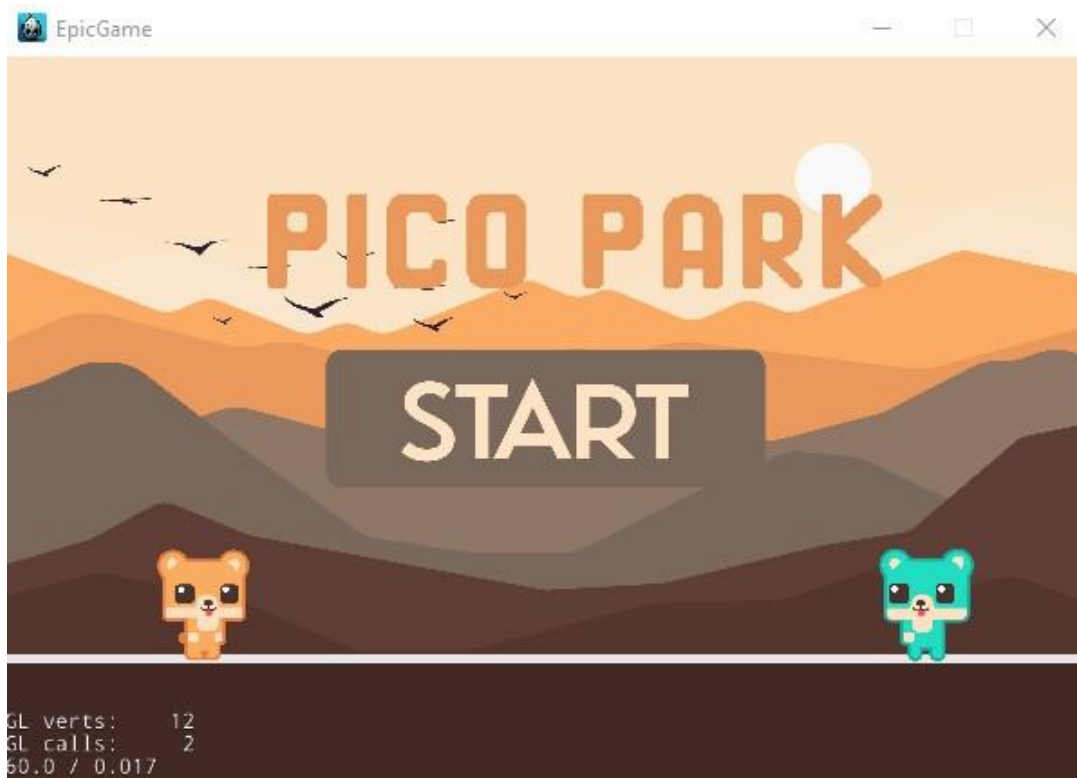 EpicGame
PICO PARK
START
GL verts: 12
GL calls: 2
60.0 / 0.017